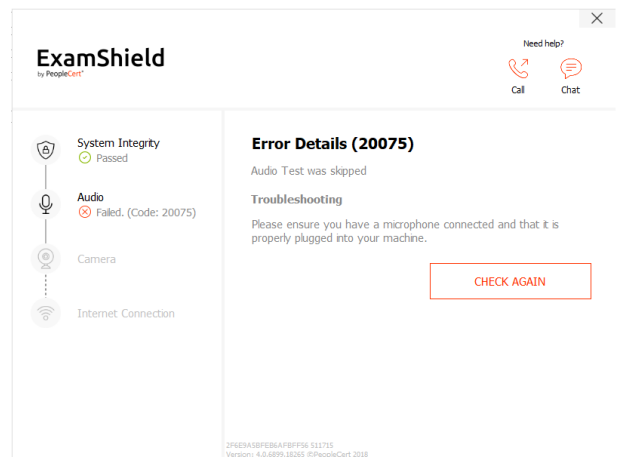 ExamShield
by PeopleCert
Need help?
Call
Chat
System Integrity
Passed
Audio
Failed. (Code: 20075)
Camera
Internet Connection
Error Details (20075)
Audio Test was skipped
Troubleshooting
Please ensure you have a microphone connected and that it is
properly plugged into your machine.
CHECK AGAIN
2F6E9A5BFEB6AFBFF56 511715
Version: 4.0.6899.18265 ©PeopleCert 2018